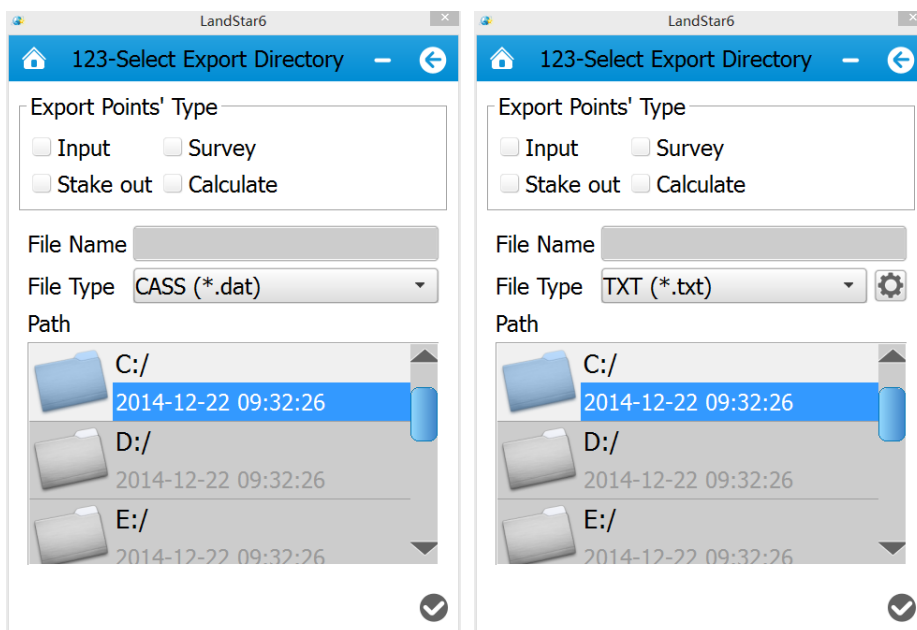 LandStar6
123-Select Export Directory
Export Points' Type
Input Survey
Stake out Calculate
File Name
File Type CASS (*.dat)
Path
C:/
2014-12-22 09:32:26
D:/
2014-12-22 09:32:26
E:/
2014-12-22 09:32:26
LandStar6
123-Select Export Directory
Export Points' Type
Input Survey
Stake out Calculate
File Name
File Type TXT (*.txt)
Path
C:/
2014-12-22 09:32:26
D:/
2014-12-22 09:32:26
E:/
2014-12-22 09:32:26